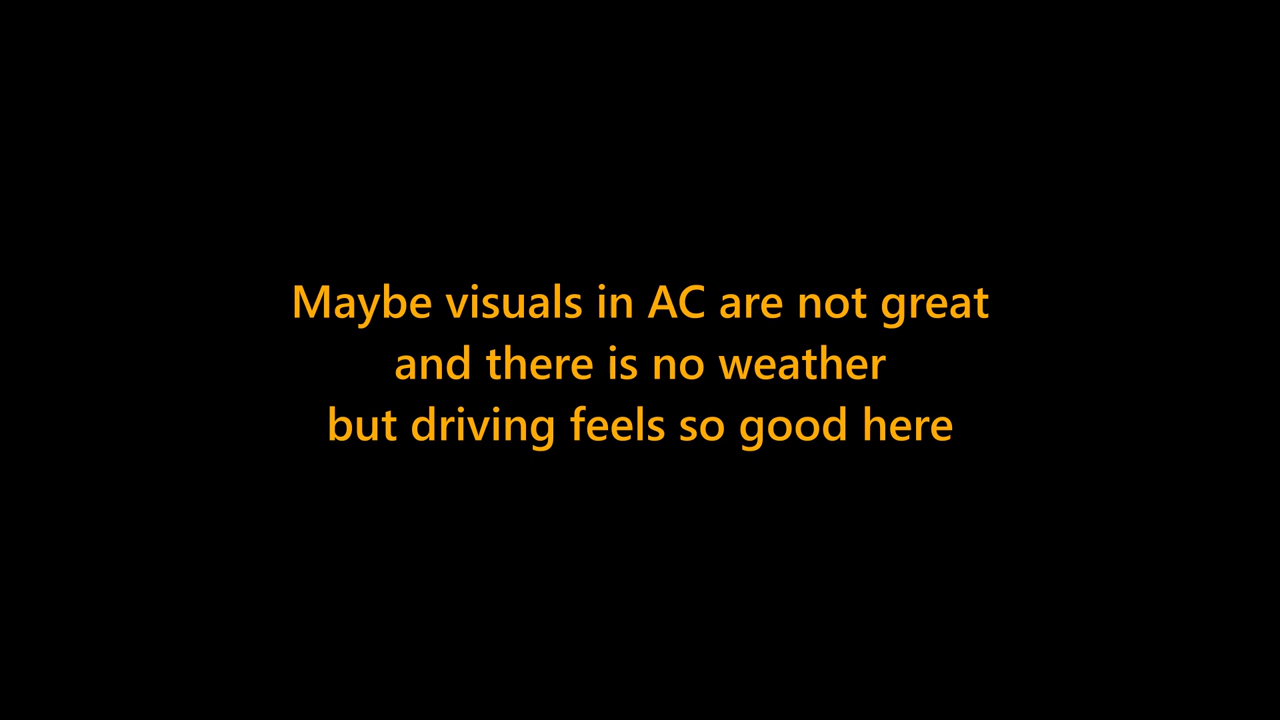 Maybe visuals in AC are not great
and there is no weather
but driving feels so good here